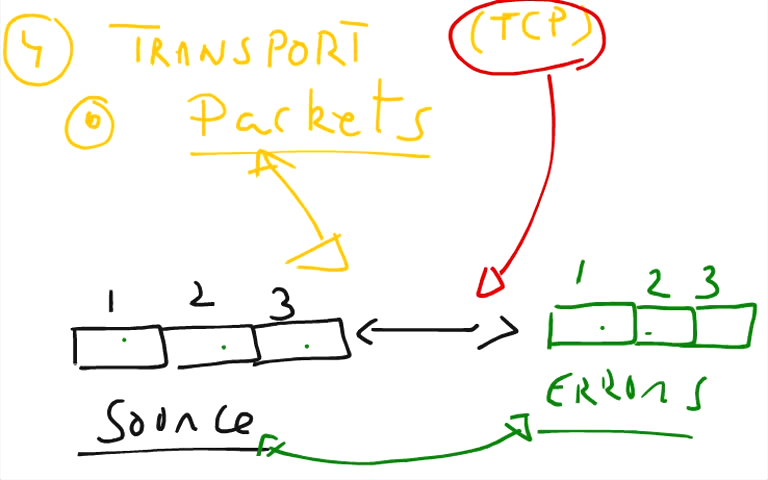 4 TRANSPORT (TCP)
Packets
1 2 3 1 2 3
Source ERRORS